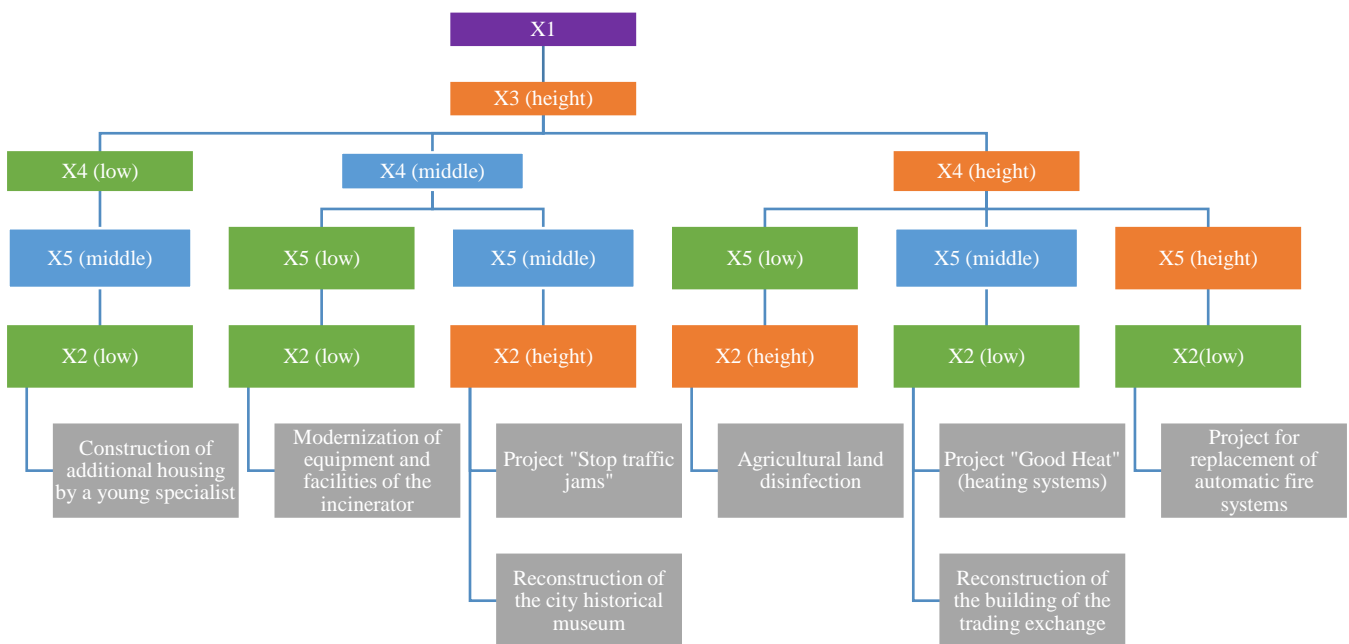 X1
X3 (height)
X4 (low)
X4 (middle)
X4 (height)
X5 (middle)
X5 (low)
X5 (middle)
X5 (low)
X5 (middle)
X5 (height)
X2 (low)
X2 (low)
X2 (height)
X2 (height)
X2 (low)
X2(low)
Construction of
additional housing
by a young specialist
Modernization of
equipment and
facilities of the
incinerator
Project "Stop traffic
jams"
Agricultural land
disinfection
Project "Good Heat"
(heating systems)
Project for
replacement of
automatic fire
systems
Reconstruction of
the city historical
museum
Reconstruction of
the building of the
trading exchange